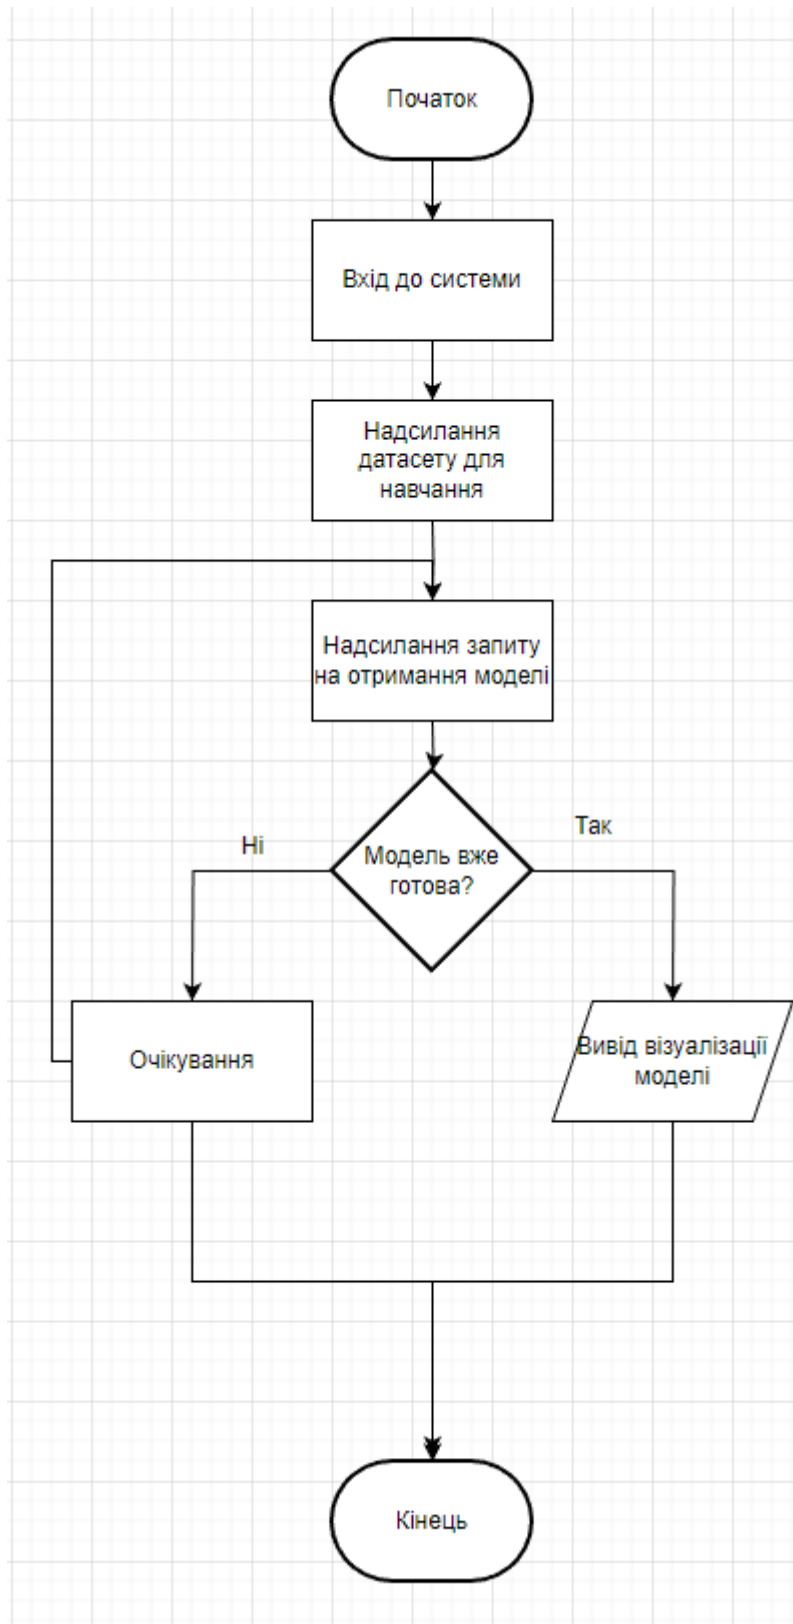 Початок
Вхід до системи
Надсилання
датасету для
навчання
Надсилання запиту
на отримання моделі
Модель вже
готова?
Ні
Так
Очікування
Вивід візуалізації
моделі
Кінець